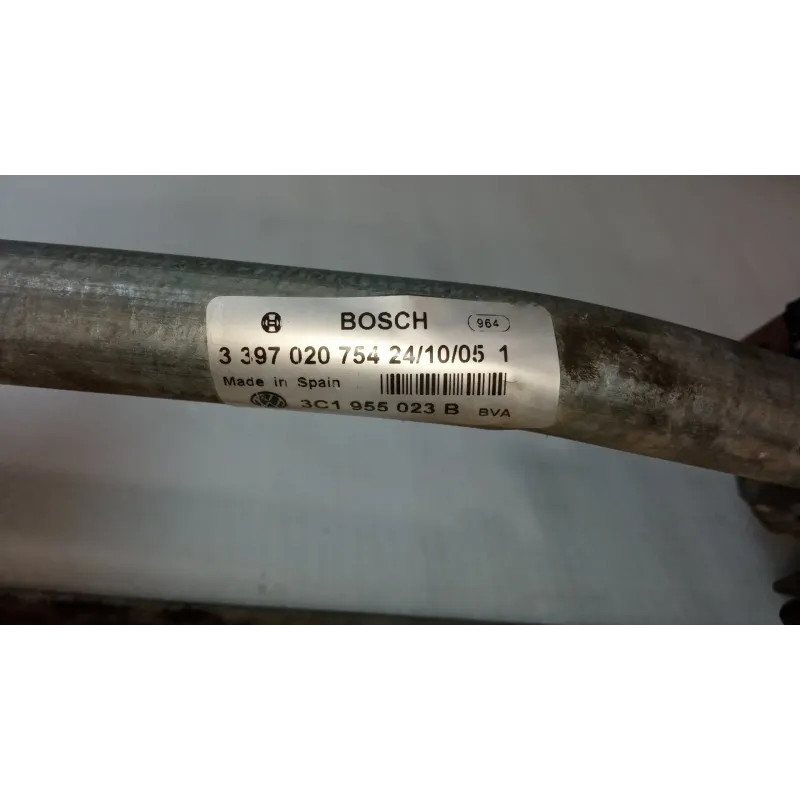 BOSCH 964
3 397 020 754 24/10/05 1
Made in Spain
3C1 955 023 B BVA